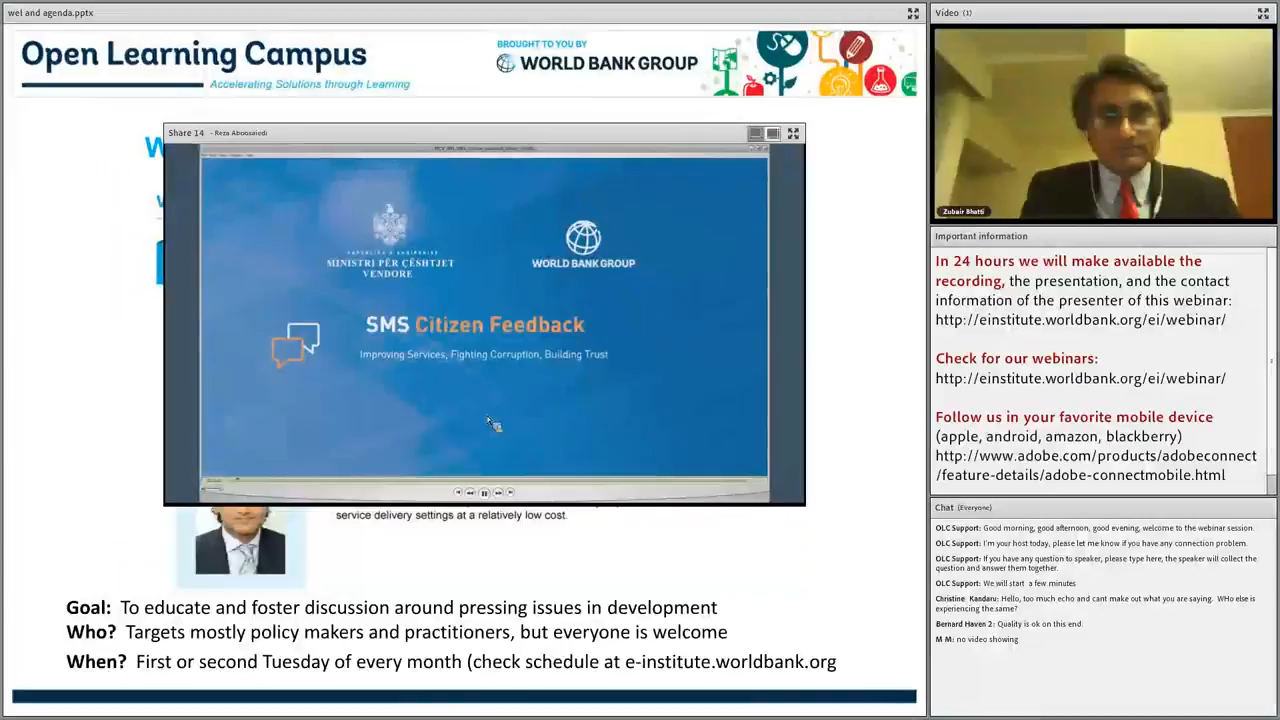 wel and agenda.pptx
Open Learning Campus
Accelerating Solutions through Learning
BROUGHT TO YOU BY
WORLD BANK GROUP
W
Share 14 - Reza Aboosaiedi
MINISTRI PËR ÇËSHTJET
VENDORE
WORLD BANK GROUP
SMS Citizen Feedback
Improving Services, Fighting Corruption, Building Trust
service delivery settings at a relatively low cost.
Goal: To educate and foster discussion around pressing issues in development
Who? Targets mostly policy makers and practitioners, but everyone is welcome
When? First or second Tuesday of every month (check schedule at e-institute.worldbank.org
Video (1)
Zubair Bhatti
Important information
In 24 hours we will make available the
recording, the presentation, and the contact
information of the presenter of this webinar:
http://einstitute.worldbank.org/ei/webinar/
Check for our webinars:
http://einstitute.worldbank.org/ei/webinar/
Follow us in your favorite mobile device
(apple, android, amazon, blackberry)
http://www.adobe.com/products/adobeconnect
/feature-details/adobe-connectmobile.html
Chat (Everyone)
OLC Support: Good morning, good afternoon, good evening, welcome to the webinar session.
OLC Support: I'm your host today, please let me know if you have any connection problem.
OLC Support: If you have any question to speaker, please type here, the speaker will collect the
question and answer them together.
OLC Support: We will start a few minutes
Christine Kandaru: Hello, too much echo and cant make out what you are saying. WHo else is
experiencing the same?
Bernard Haven 2: Quality is ok on this end.
M M: no video showing